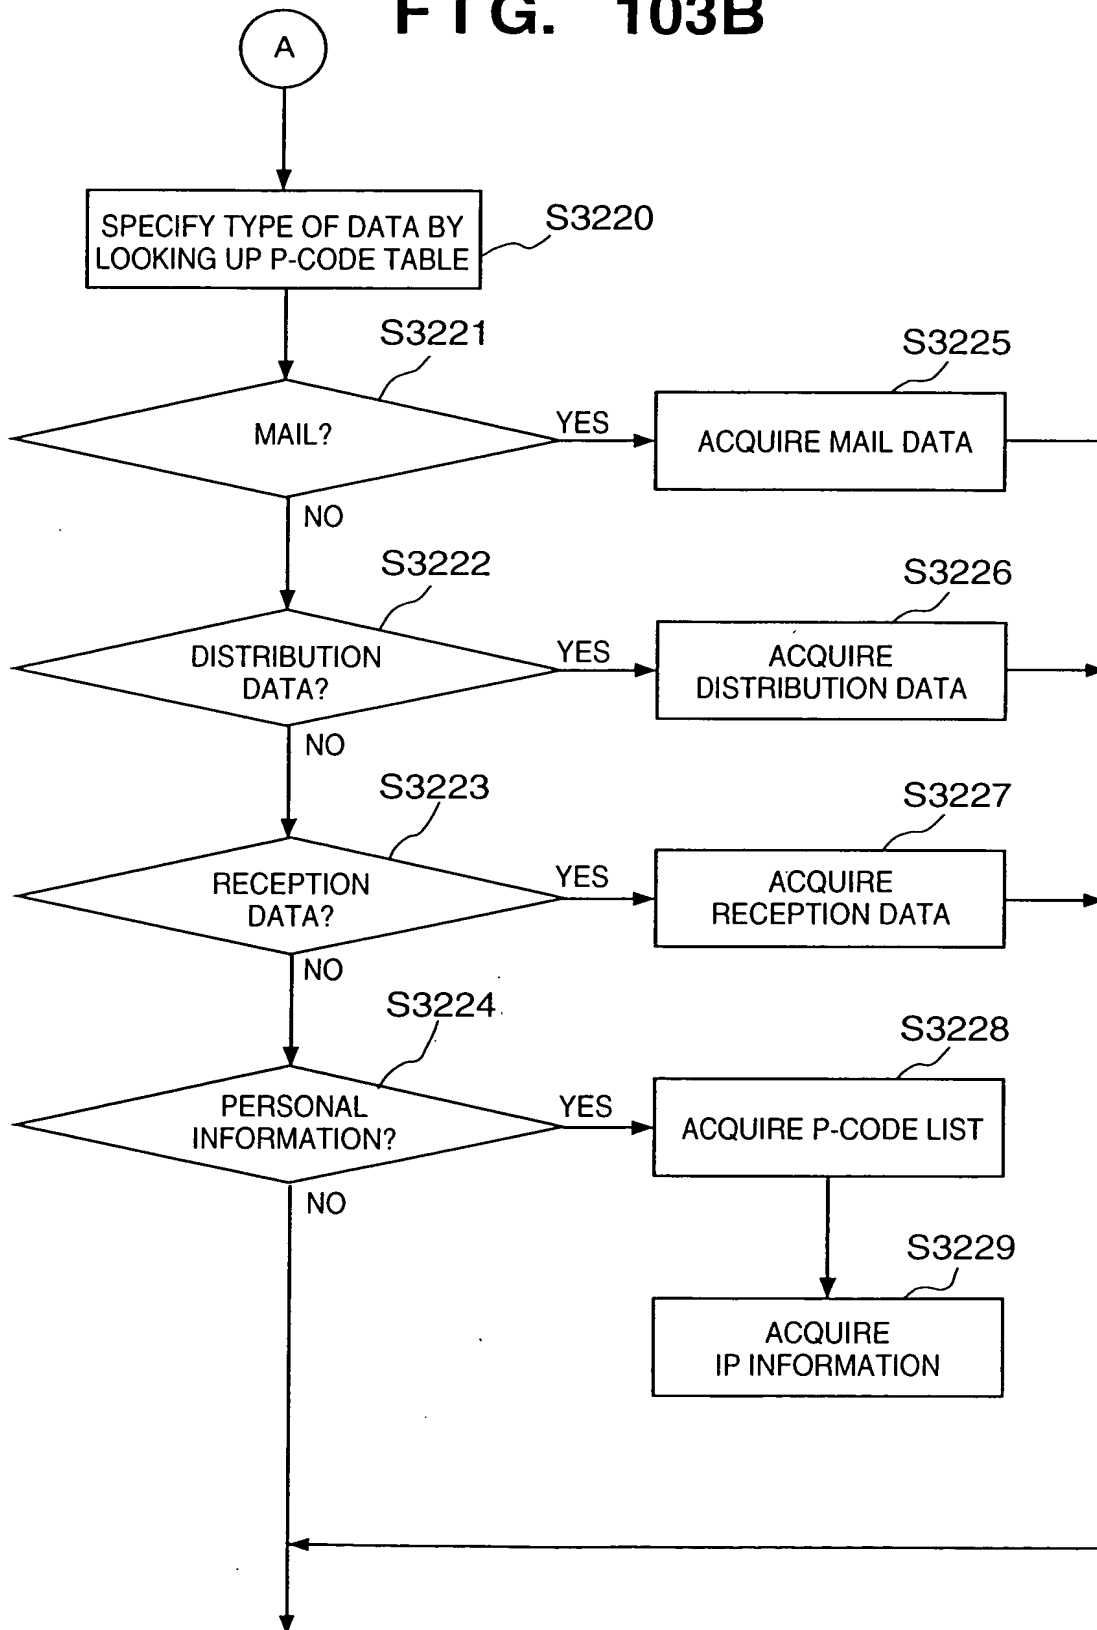 FIG. 103B
A
SPECIFY TYPE OF DATA BY
LOOKING UP P-CODE TABLE
S3220
S3221
MAIL?
YES
NO
S3225
ACQUIRE MAIL DATA
S3222
DISTRIBUTION
DATA?
YES
NO
S3226
ACQUIRE
DISTRIBUTION DATA
S3223
RECEPTION
DATA?
YES
NO
S3227
ACQUIRE
RECEPTION DATA
S3224
PERSONAL
INFORMATION?
YES
NO
S3228
ACQUIRE P-CODE LIST
S3229
ACQUIRE
IP INFORMATION